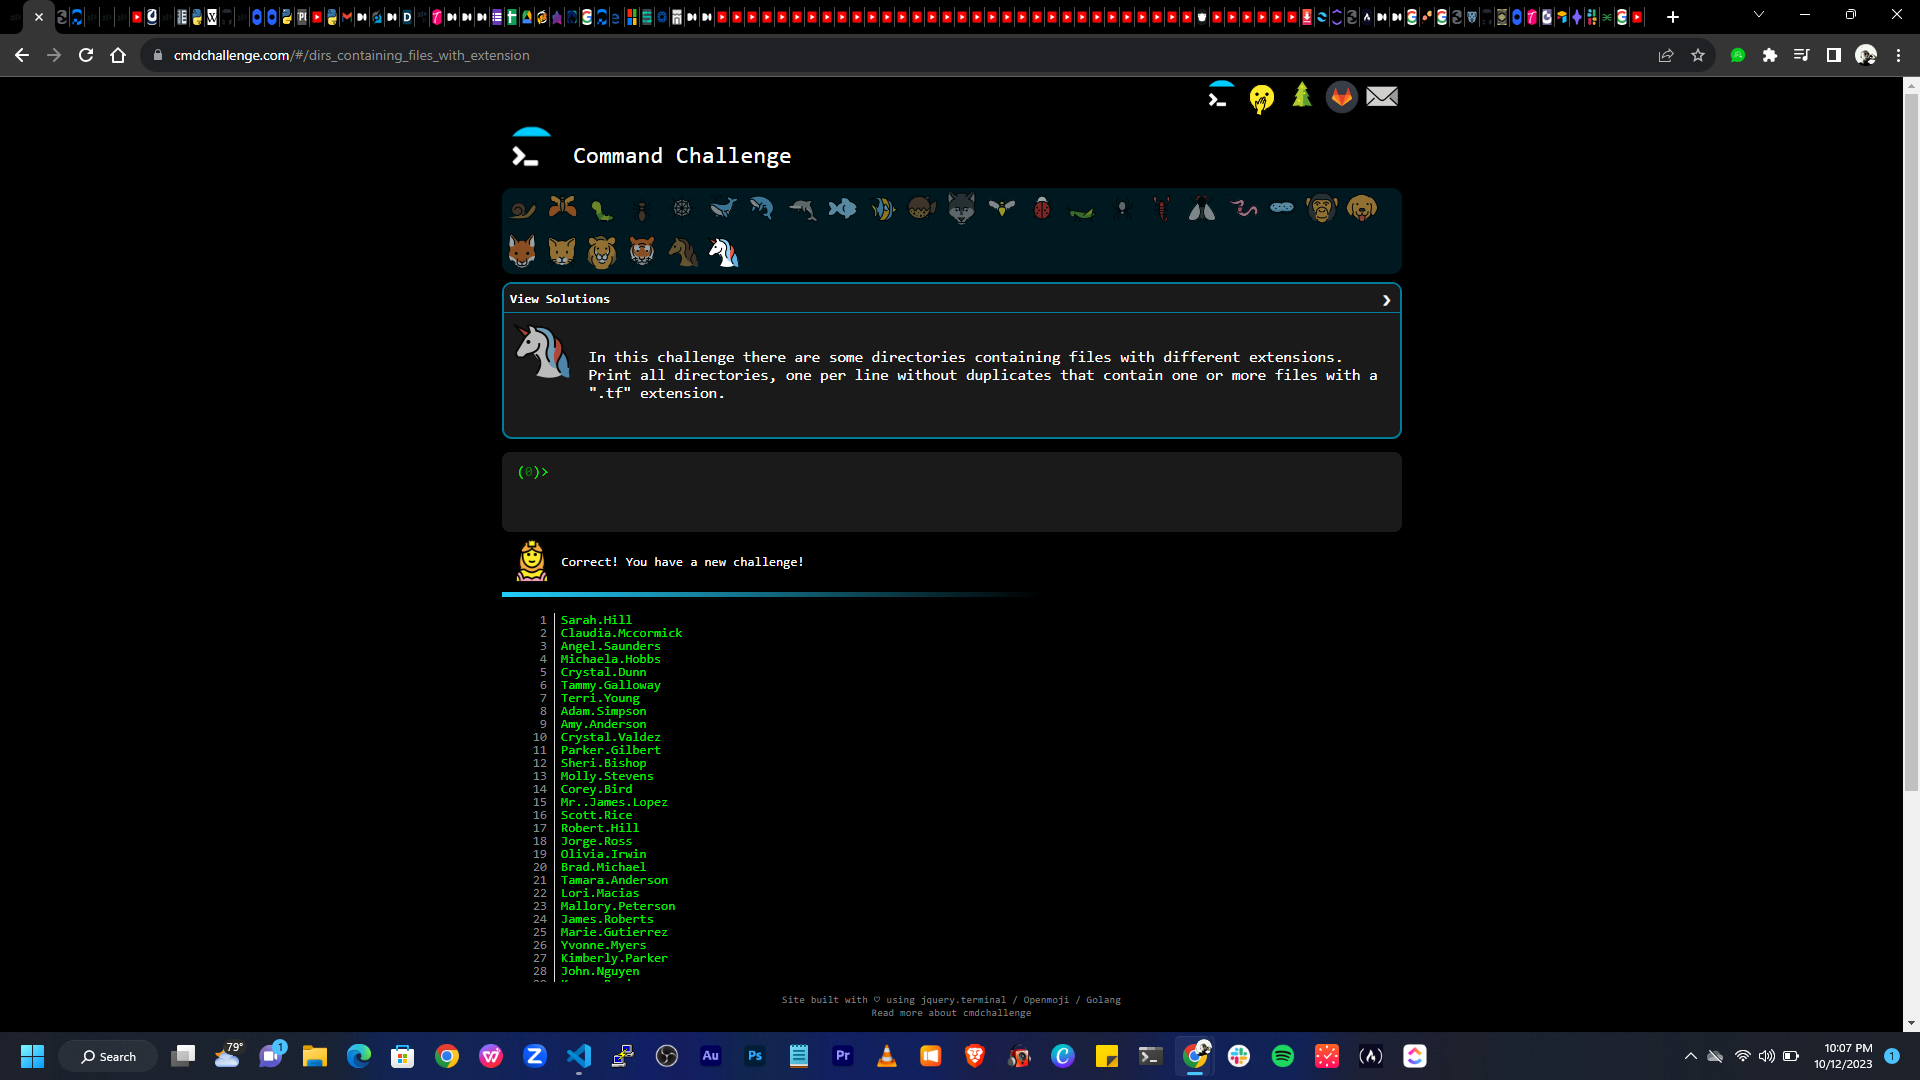 cmdchallenge.com/#/dirs_containing_files_with_extension
Command Challenge
View Solutions
In this challenge there are some directories containing files with different extensions.
Print all directories, one per line without duplicates that contain one or more files with a
".tf" extension.
(0)>
Correct! You have a new challenge!
1 Sarah.Hill
2 Claudia.Mccormick
3 Angel.Saunders
4 Michaela.Hobbs
5 Crystal.Dunn
6 Tammy.Galloway
7 Terri.Young
8 Adam.Simpson
9 Amy.Anderson
10 Crystal.Valdez
11 Parker.Gilbert
12 Sheri.Bishop
13 Molly.Stevens
14 Corey.Bird
15 Mr..James.Lopez
16 Scott.Rice
17 Robert.Hill
18 Jorge.Ross
19 Olivia.Irwin
20 Brad.Michael
21 Tamara.Anderson
22 Lori.Macias
23 Mallory.Peterson
24 James.Roberts
25 Marie.Gutierrez
26 Yvonne.Myers
27 Kimberly.Parker
28 John.Nguyen
Site built with ♡ using jquery.terminal / Openmoji / Golang
Read more about cmdchallenge
Search
79°
1
Au
Ps
Pr
10:07 PM
10/12/2023
1